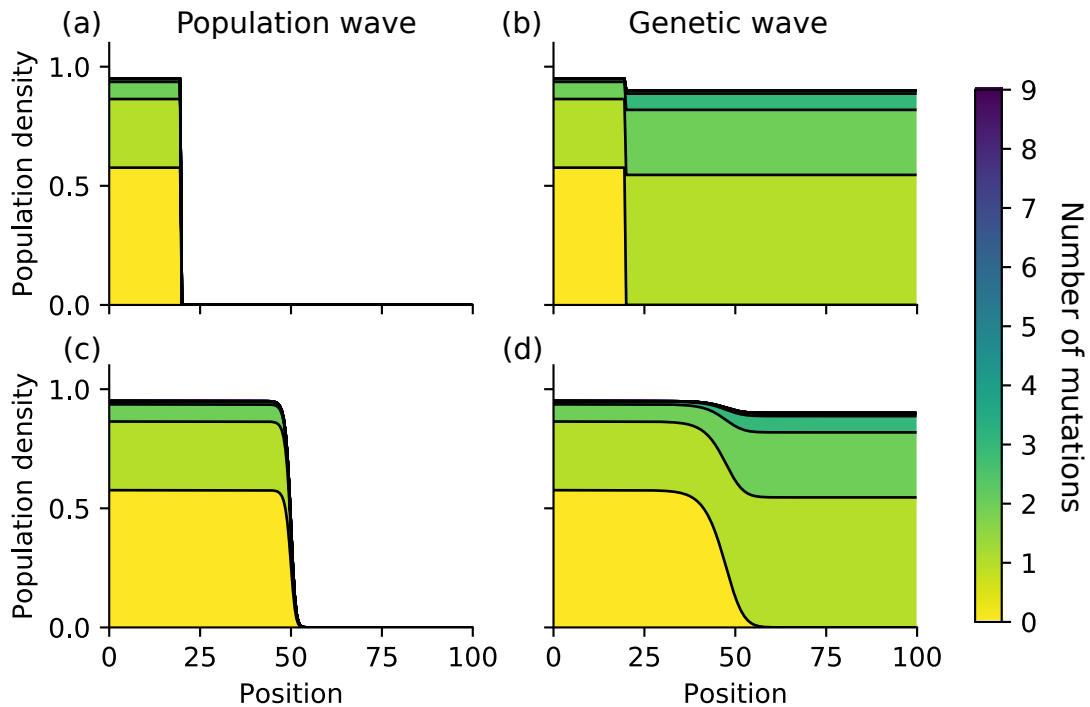 (a) Population wave
(b) Genetic wave
Population density
1.0
0.5
0.0
(c)
(d)
Population density
1.0
0.5
0.0
0 25 50 75 100
Position
0 25 50 75 100
Position
9
8
7
6
5
4
3
2
1
0
Number of mutations